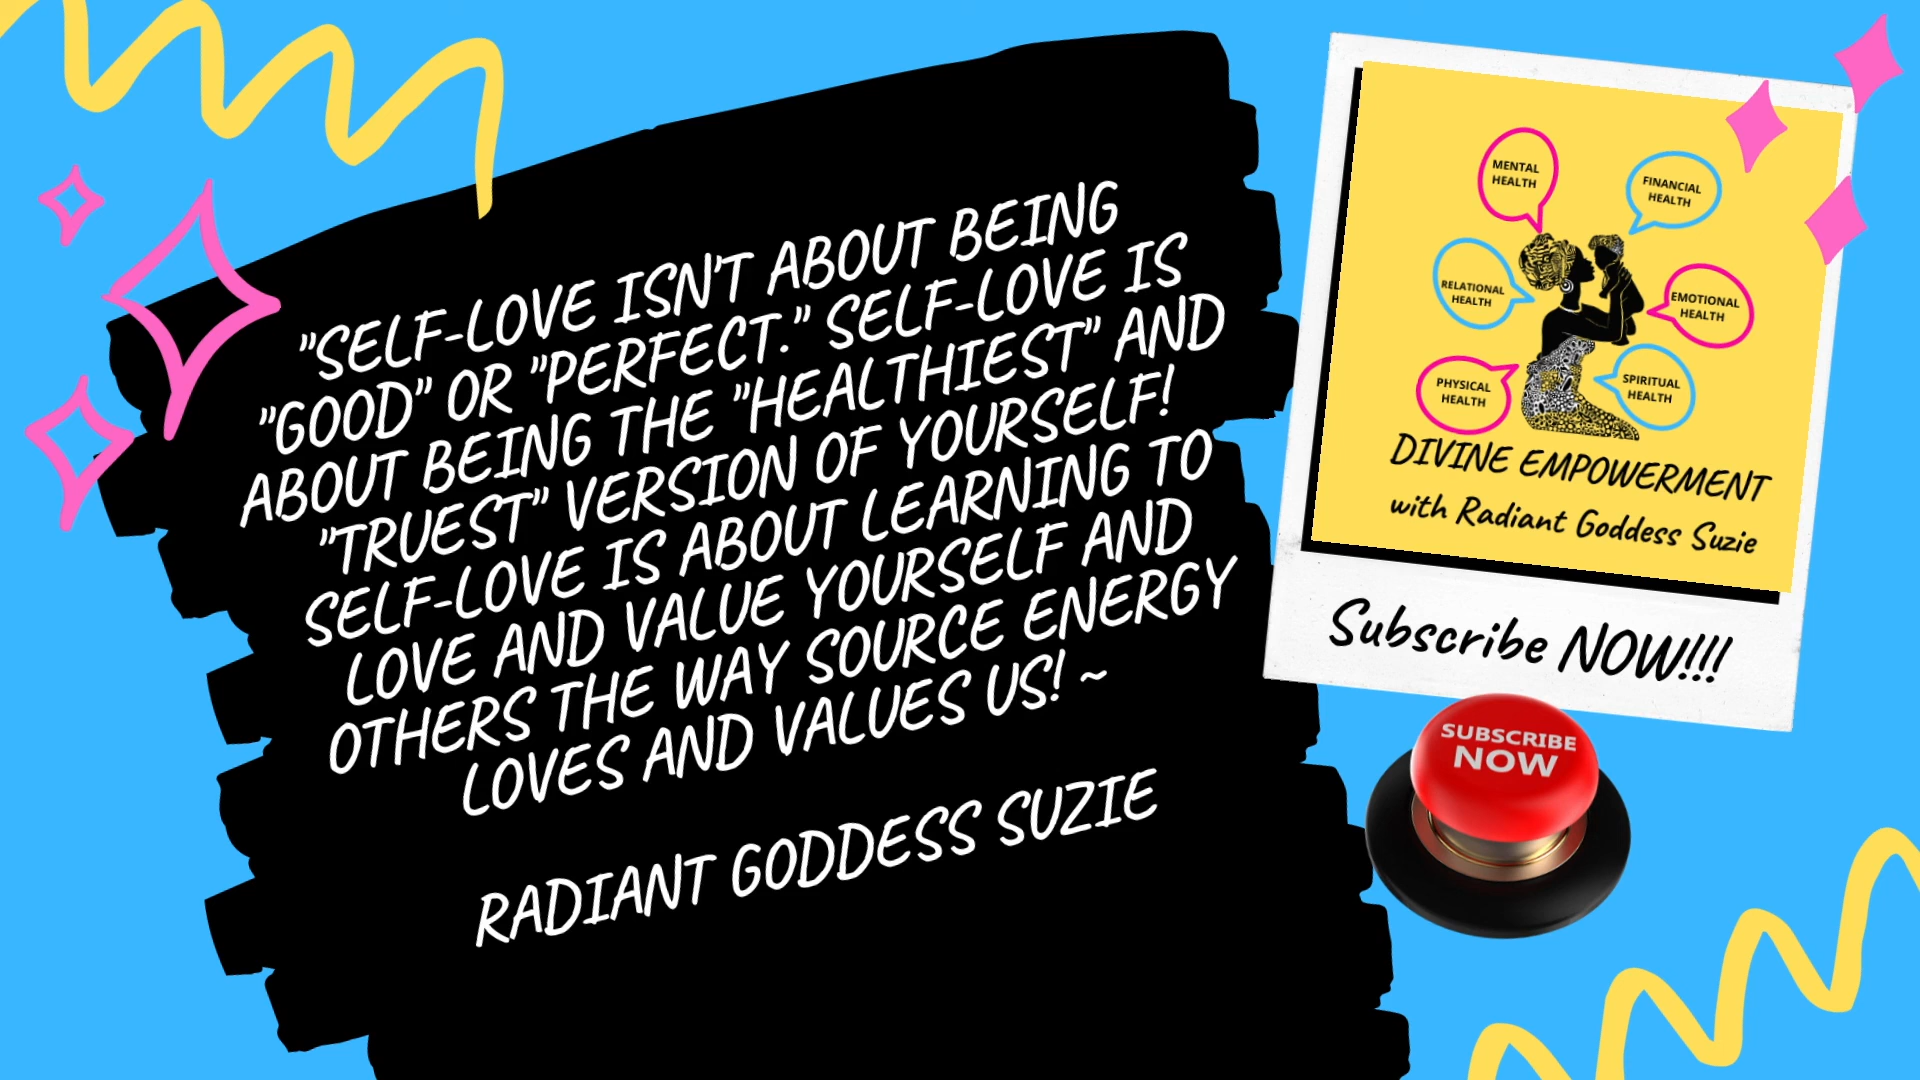 "SELF-LOVE ISN'T ABOUT BEING
"GOOD" OR "PERFECT." SELF-LOVE IS
ABOUT BEING THE "HEALTHIEST" AND
"TRUEST" VERSION OF YOURSELF!
SELF-LOVE IS ABOUT LEARNING TO
LOVE AND VALUE YOURSELF AND
OTHERS THE WAY SOURCE ENERGY
LOVES AND VALUES US! ~
RADIANT GODDESS SUZIE
MENTAL
HEALTH
FINANCIAL
HEALTH
RELATIONAL
HEALTH
EMOTIONAL
HEALTH
PHYSICAL
HEALTH
SPIRITUAL
HEALTH
DIVINE EMPOWERMENT
with Radiant Goddess Suzie
Subscribe NOW!!!
SUBSCRIBE
NOW